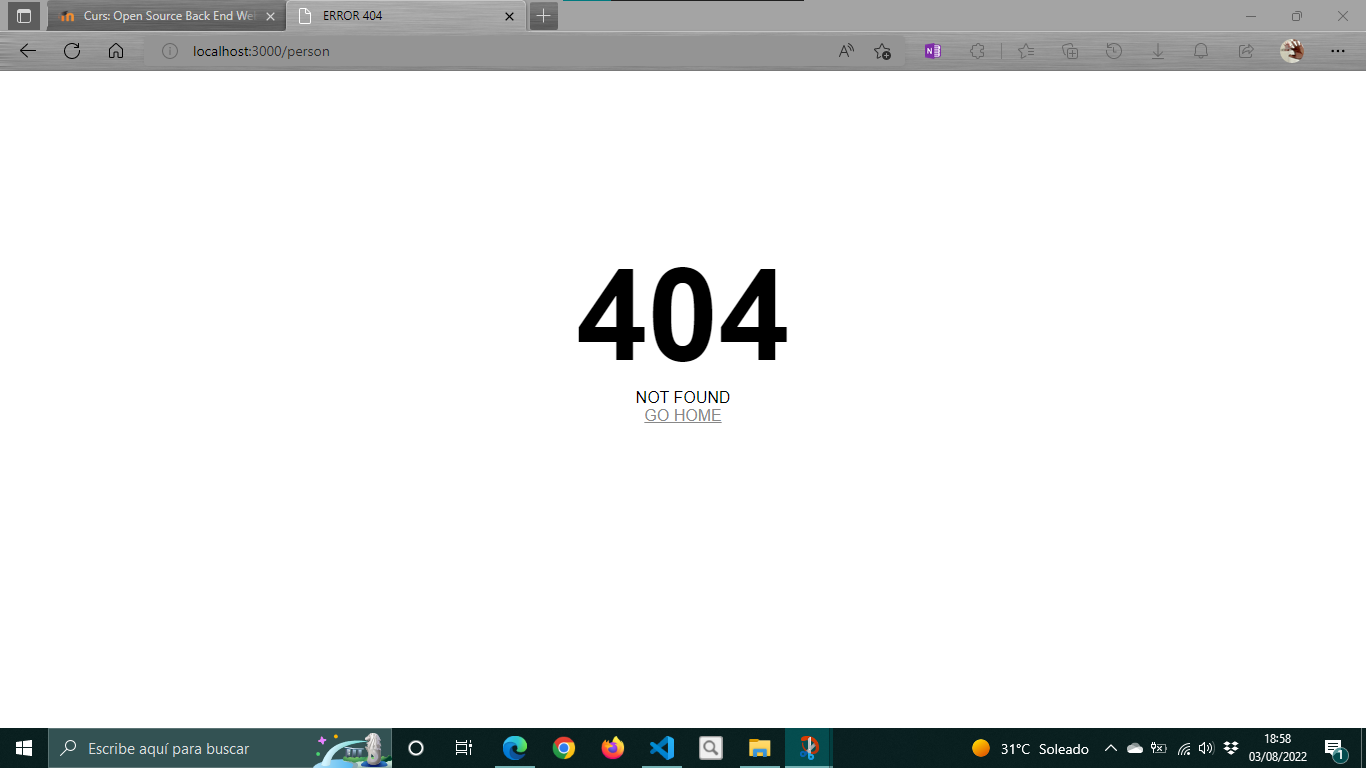 Curs: Open Source Back End We
ERROR 404
localhost:3000/person
404
NOT FOUND
GO HOME
Escribe aquí para buscar
31°C Soleado
18:58
03/08/2022
1